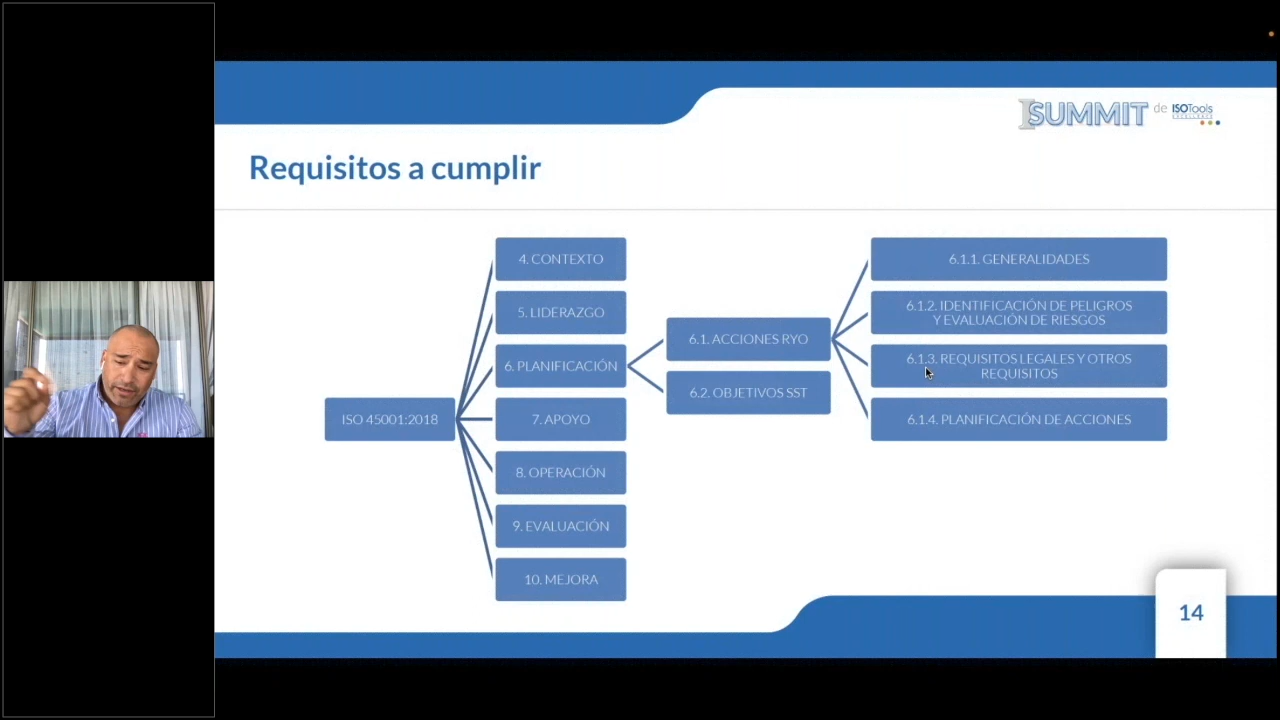 ISUMMIT de ISOTools
EXCELLENCE
Requisitos a cumplir
ISO 45001:2018
4. CONTEXTO
5. LIDERAZGO
6. PLANIFICACIÓN
7. APOYO
8. OPERACIÓN
9. EVALUACIÓN
10. MEJORA
6.1. ACCIONES RYO
6.2. OBJETIVOS SST
6.1.1. GENERALIDADES
6.1.2. IDENTIFICACIÓN DE PELIGROS
Y EVALUACIÓN DE RIESGOS
6.1.3. REQUISITOS LEGALES Y OTROS
REQUISITOS
6.1.4. PLANIFICACIÓN DE ACCIONES
14